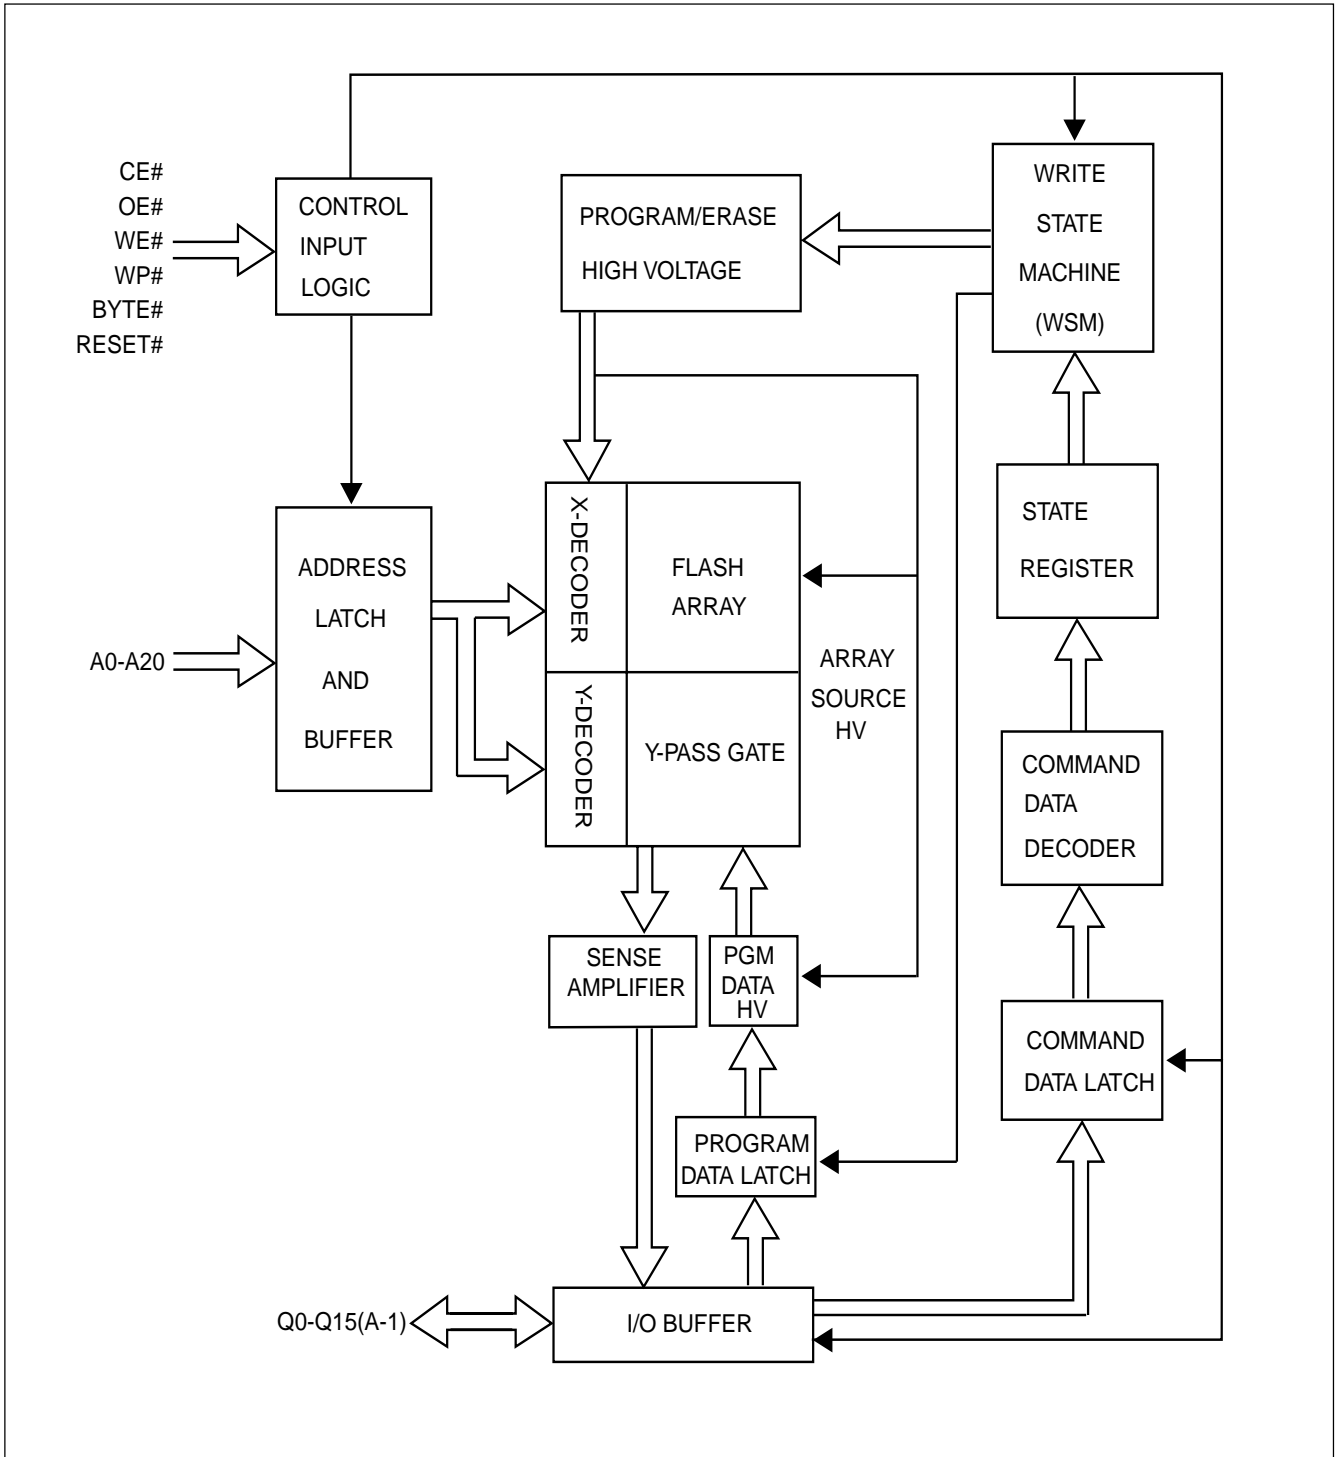 CE#
OE#
WE#
WP#
BYTE#
RESET#
CONTROL
INPUT
LOGIC
PROGRAM/ERASE
HIGH VOLTAGE
WRITE
STATE
MACHINE
(WSM)
STATE
REGISTER
A0-A20
ADDRESS
LATCH
AND
BUFFER
X-DECODER
FLASH
ARRAY
Y-DECODER
Y-PASS GATE
ARRAY
SOURCE
HV
COMMAND
DATA
DECODER
SENSE
AMPLIFIER
PGM
DATA
HV
COMMAND
DATA LATCH
PROGRAM
DATA LATCH
Q0-Q15(A-1)
I/O BUFFER